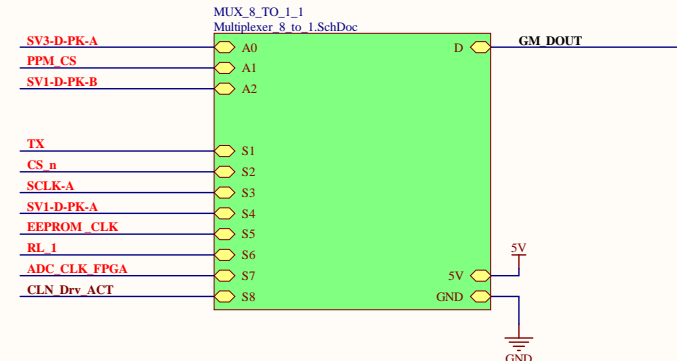 MUX_8_TO_1_1
Multiplexer_8_to_1.SchDoc
SV3-D-PK-A
A0
D
GM_DOUT
PPM_CS
A1
SV1-D-PK-B
A2
TX
S1
CS_n
S2
SCLK-A
S3
SV1-D-PK-A
S4
EEPROM_CLK
S5
RL_1
S6
5V
ADC_CLK_FPGA
S7
5V
CLN_Drv_ACT
S8
GND
GND